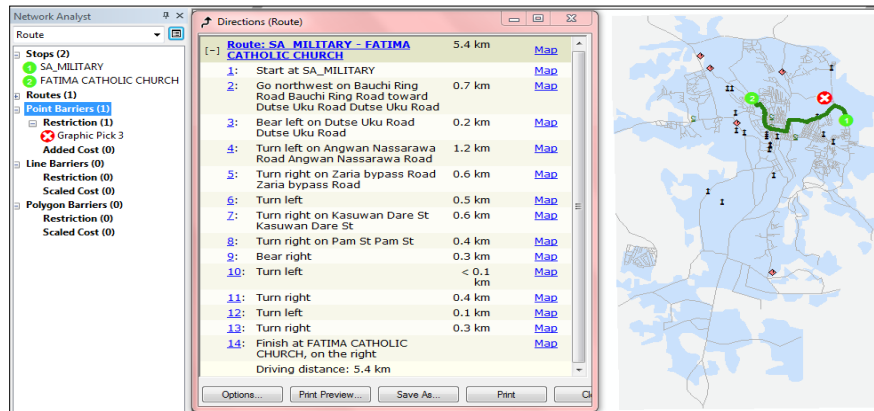 Network Analyst
Route
Stops (2)
1 SA_MILITARY
2 FATIMA CATHOLIC CHURCH
Routes (1)
Point Barriers (1)
Restriction (1)
Graphic Pick 3
Added Cost (0)
Line Barriers (0)
Restriction (0)
Scaled Cost (0)
Polygon Barriers (0)
Restriction (0)
Scaled Cost (0)
Directions (Route)
[-] Route: SA_MILITARY - FATIMA CATHOLIC CHURCH 5.4 km Map
1: Start at SA_MILITARY Map
2: Go northwest on Bauchi Ring 0.7 km Map
Road Bauchi Ring Road toward
Dutse Uku Road Dutse Uku Road
3: Bear left on Dutse Uku Road 0.2 km Map
Dutse Uku Road
4: Turn left on Angwan Nassarawa 1.2 km Map
Road Angwan Nassarawa Road
5: Turn right on Zaria bypass Road 0.6 km Map
Zaria bypass Road
6: Turn left 0.5 km Map
7: Turn right on Kasuwan Dare St 0.6 km Map
Kasuwan Dare St
8: Turn right on Pam St Pam St 0.4 km Map
9: Bear right 0.3 km Map
10: Turn left < 0.1 Map
km
11: Turn right 0.4 km Map
12: Turn left 0.1 km Map
13: Turn right 0.3 km Map
14: Finish at FATIMA CATHOLIC Map
CHURCH, on the right
Driving distance: 5.4 km
Options... Print Preview... Save As... Print Cl
2
1